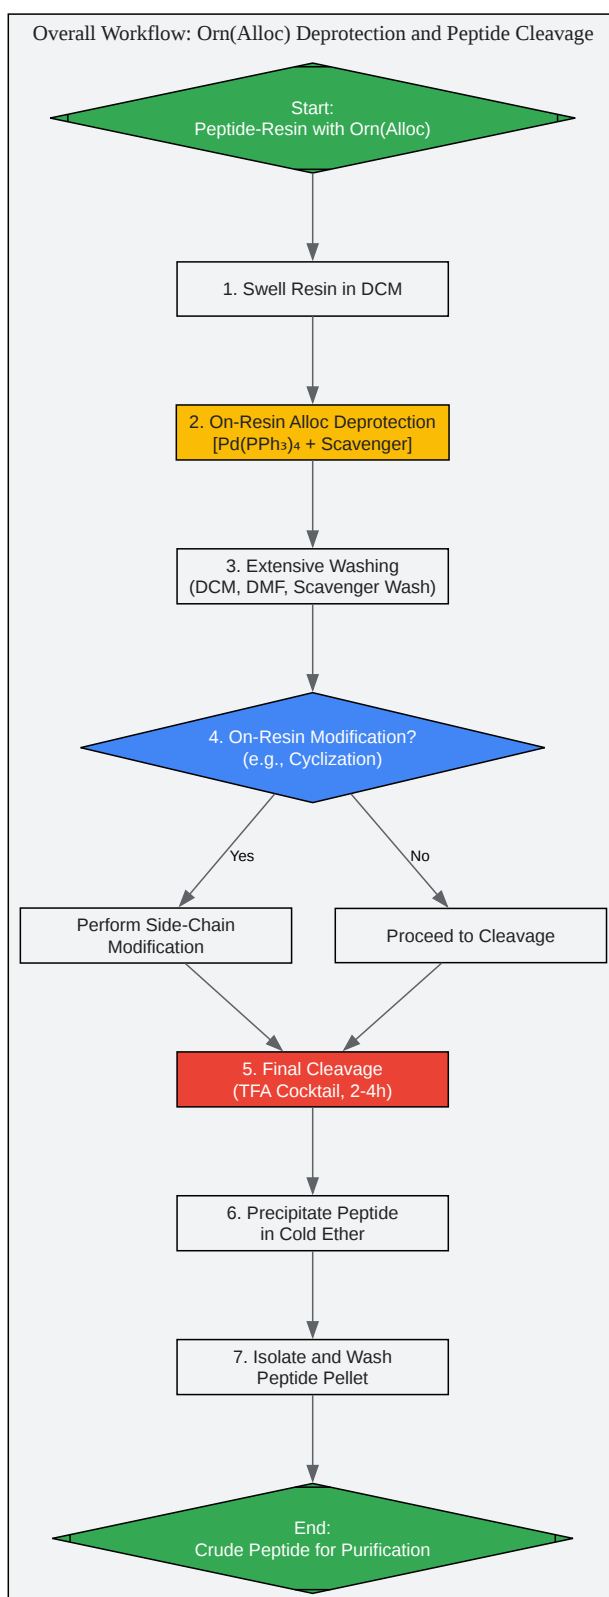 Overall Workflow: Orn(Alloc) Deprotection and Peptide Cleavage
Start:
Peptide-Resin with Orn(Alloc)
1. Swell Resin in DCM
2. On-Resin Alloc Deprotection
[Pd(PPh₃)₄ + Scavenger]
3. Extensive Washing
(DCM, DMF, Scavenger Wash)
4. On-Resin Modification?
(e.g., Cyclization)
Yes
No
Perform Side-Chain
Modification
Proceed to Cleavage
5. Final Cleavage
(TFA Cocktail, 2-4h)
6. Precipitate Peptide
in Cold Ether
7. Isolate and Wash
Peptide Pellet
End:
Crude Peptide for Purification